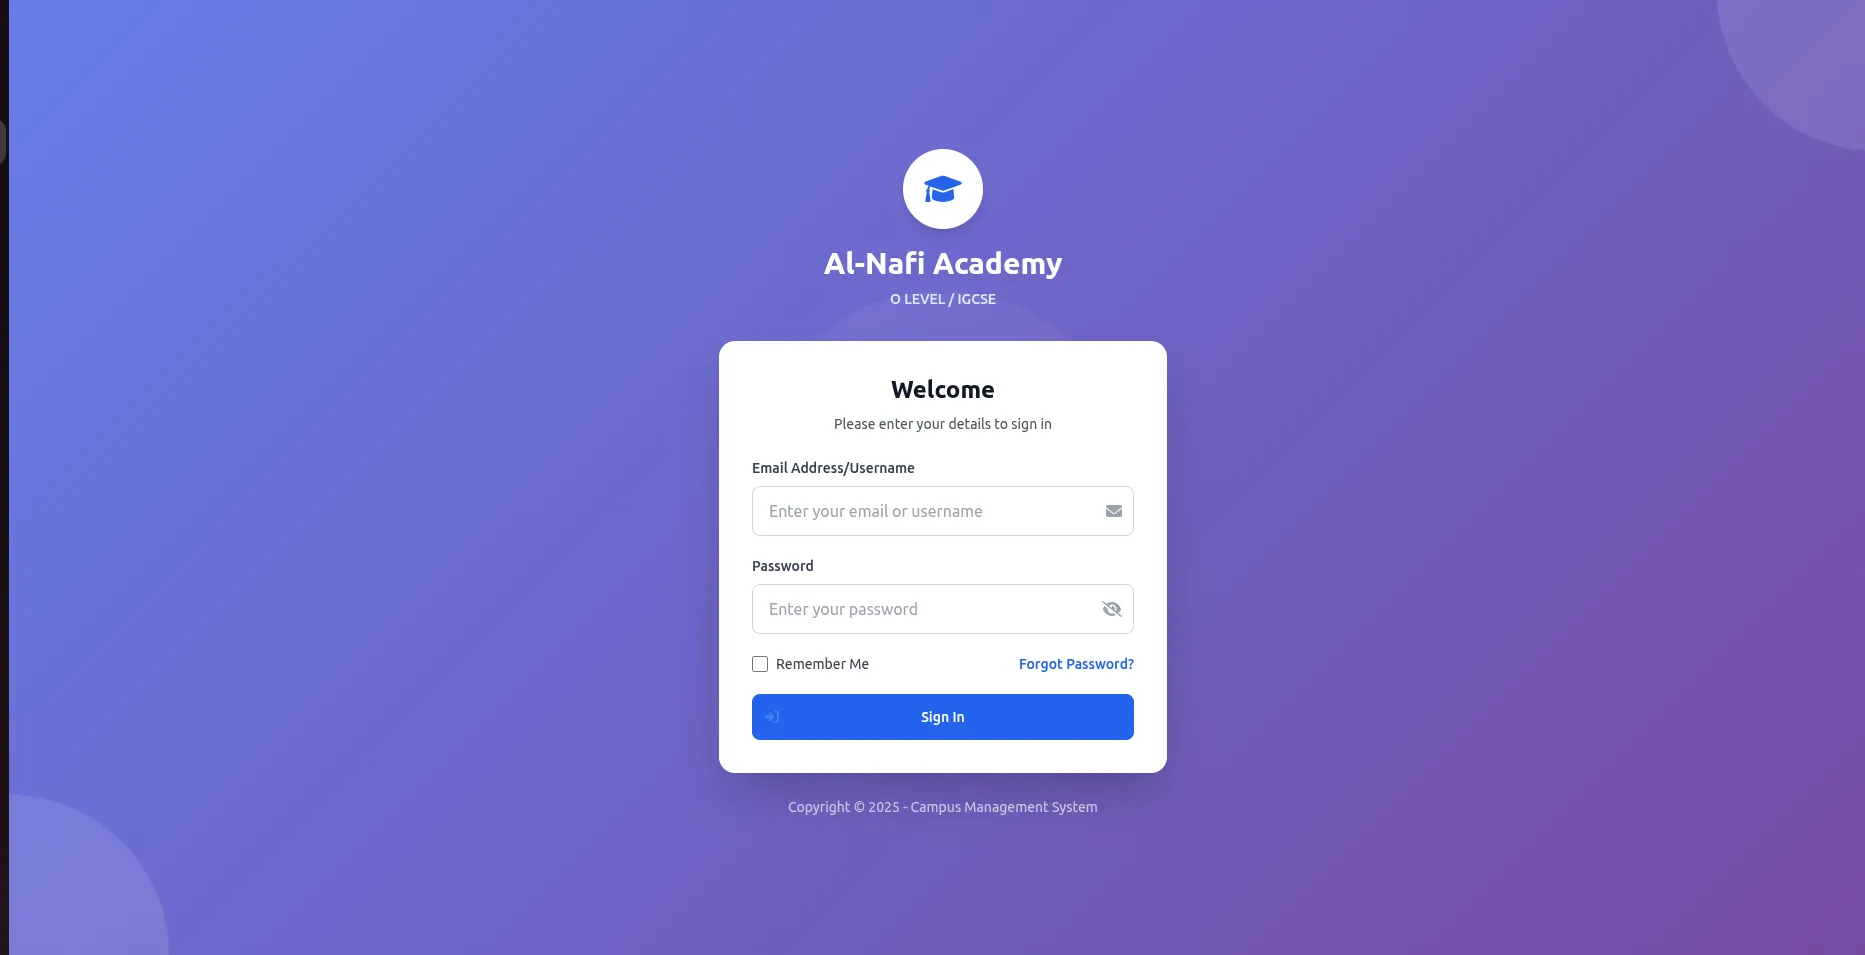 Al-Nafi Academy
O LEVEL / IGCSE
Welcome
Please enter your details to sign in
Email Address/Username
Enter your email or username
Password
Enter your password
Remember Me
Forgot Password?
Sign In
Copyright © 2025 - Campus Management System